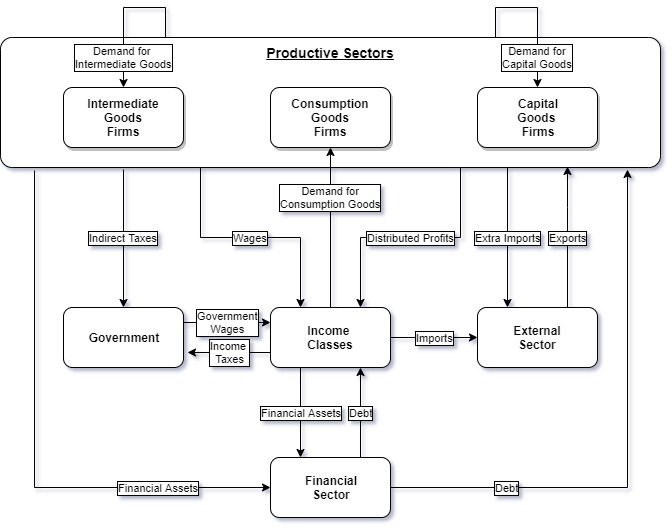 Demand for
Intermediate Goods
Productive Sectors
Demand for
Capital Goods
Intermediate
Goods
Firms
Consumption
Goods
Firms
Capital
Goods
Firms
Demand for
Consumption Goods
Indirect Taxes
Wages
Distributed Profits
Extra Imports
Exports
Government
Government
Wages
Income
Taxes
Income
Classes
Imports
External
Sector
Financial Assets
Debt
Financial Assets
Financial
Sector
Debt